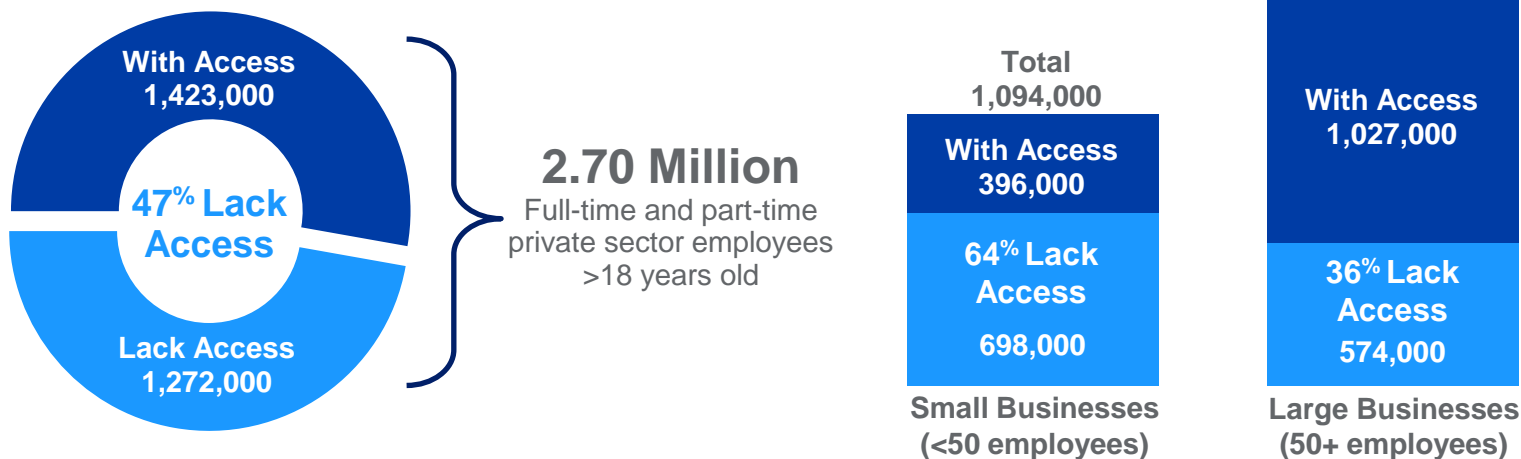 With Access
1,423,000
47% Lack
Access
Lack Access
1,272,000
2.70 Million
Full-time and part-time
private sector employees
>18 years old
Total
1,094,000
With Access
396,000
64% Lack
Access
698,000
Small Businesses
(<50 employees)
With Access
1,027,000
36% Lack
Access
574,000
Large Businesses
(50+ employees)